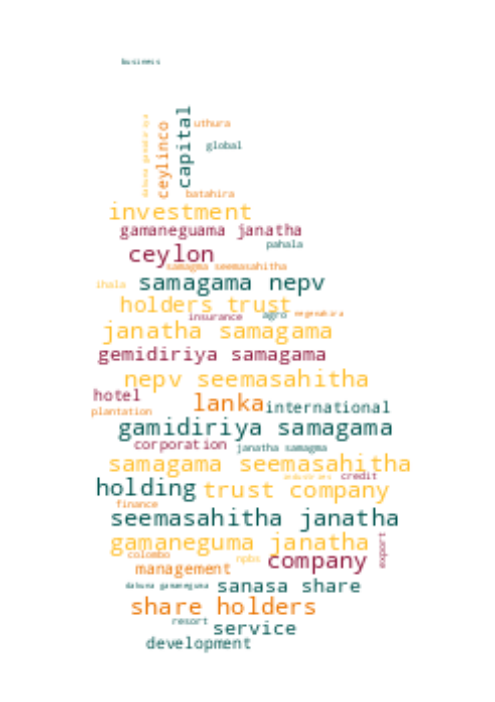 business
dakuna gamidiriya
ceylinco
capital
uthura
global
batahira
investment
gamaneguama janatha
pahala
ceylon
samagma seemasahitha
ihala
samagama nepv
holders trust
insurance
agro
negenahira
janatha samagama
gemidiriya samagama
nepv seemasahitha
hotel
lanka
international
plantation
gamidiriya samagama
corporation
janatha samagma
samagama seemasahitha
industries
credit
holding
trust company
finance
seemasahitha janatha
gamaneguma janatha
export
colombo
npbs
company
management
dakuna gamaneguma
sanasa share
share holders
resort
service
development